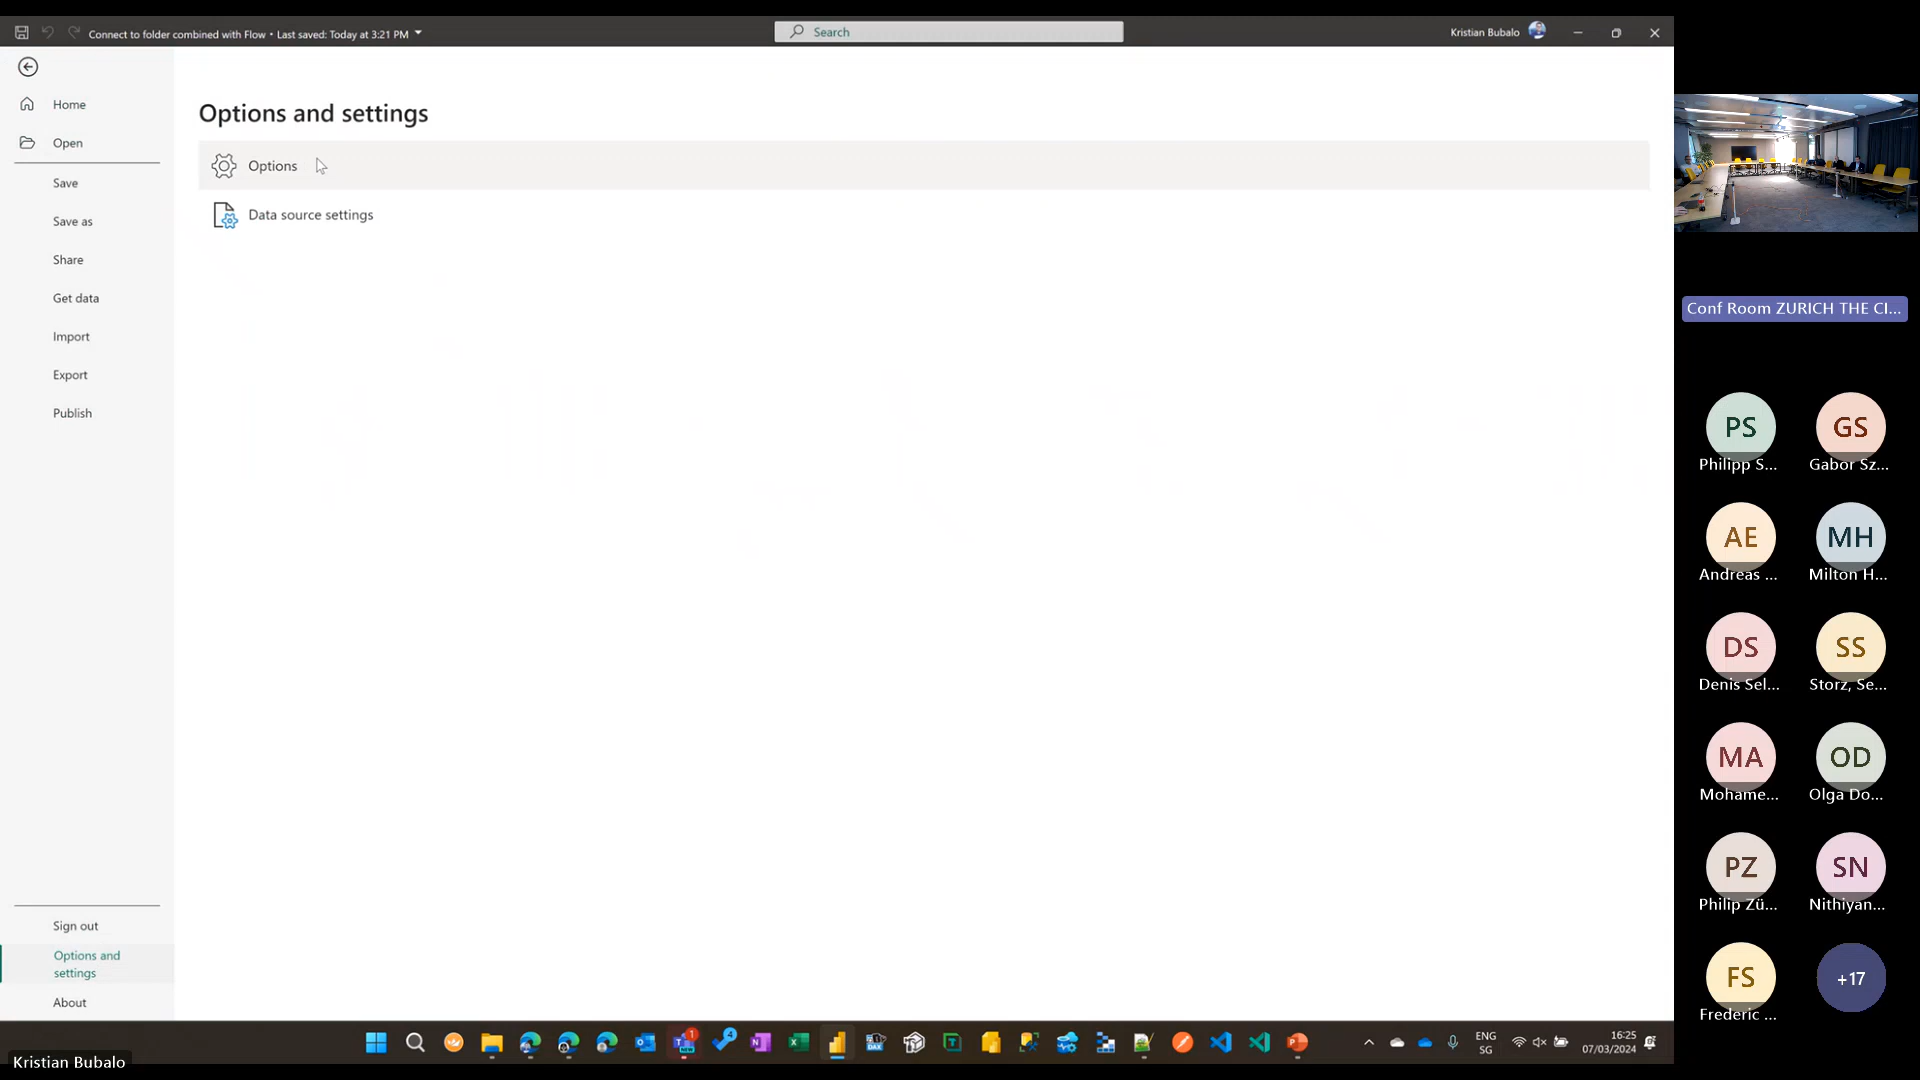 Connect to folder combined with Flow • Last saved: Today at 3:21 PM
Search
Kristian Bubalo
Home
Open
Save
Save as
Share
Get data
Import
Export
Publish
Sign out
Options and
settings
About
Options and settings
Options
Data source settings
Conf Room ZURICH THE CI...
PS
Philipp S...
GS
Gabor Sz...
AE
Andreas ...
MH
Milton H...
DS
Denis Sel...
SS
Storz, Se...
MA
Mohame...
OD
Olga Do...
PZ
Philip Zü...
SN
Nithiyan...
FS
Frederic ...
+17
1
4
DAX
ENG
SG
16:25
07/03/2024
Kristian Bubalo